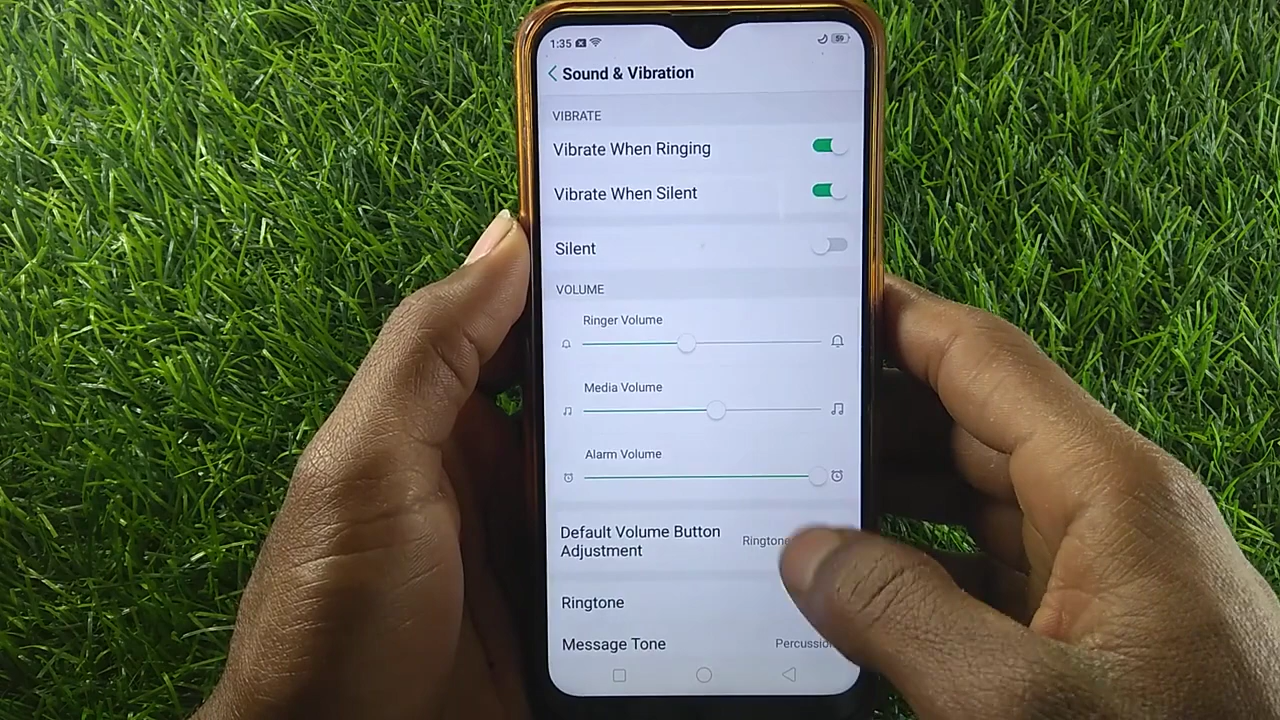 1:35
59
Sound & Vibration
VIBRATE
Vibrate When Ringing
Vibrate When Silent
Silent
VOLUME
Ringer Volume
Media Volume
Alarm Volume
Default Volume Button
Adjustment
Ringtone
Ringtone
Message Tone